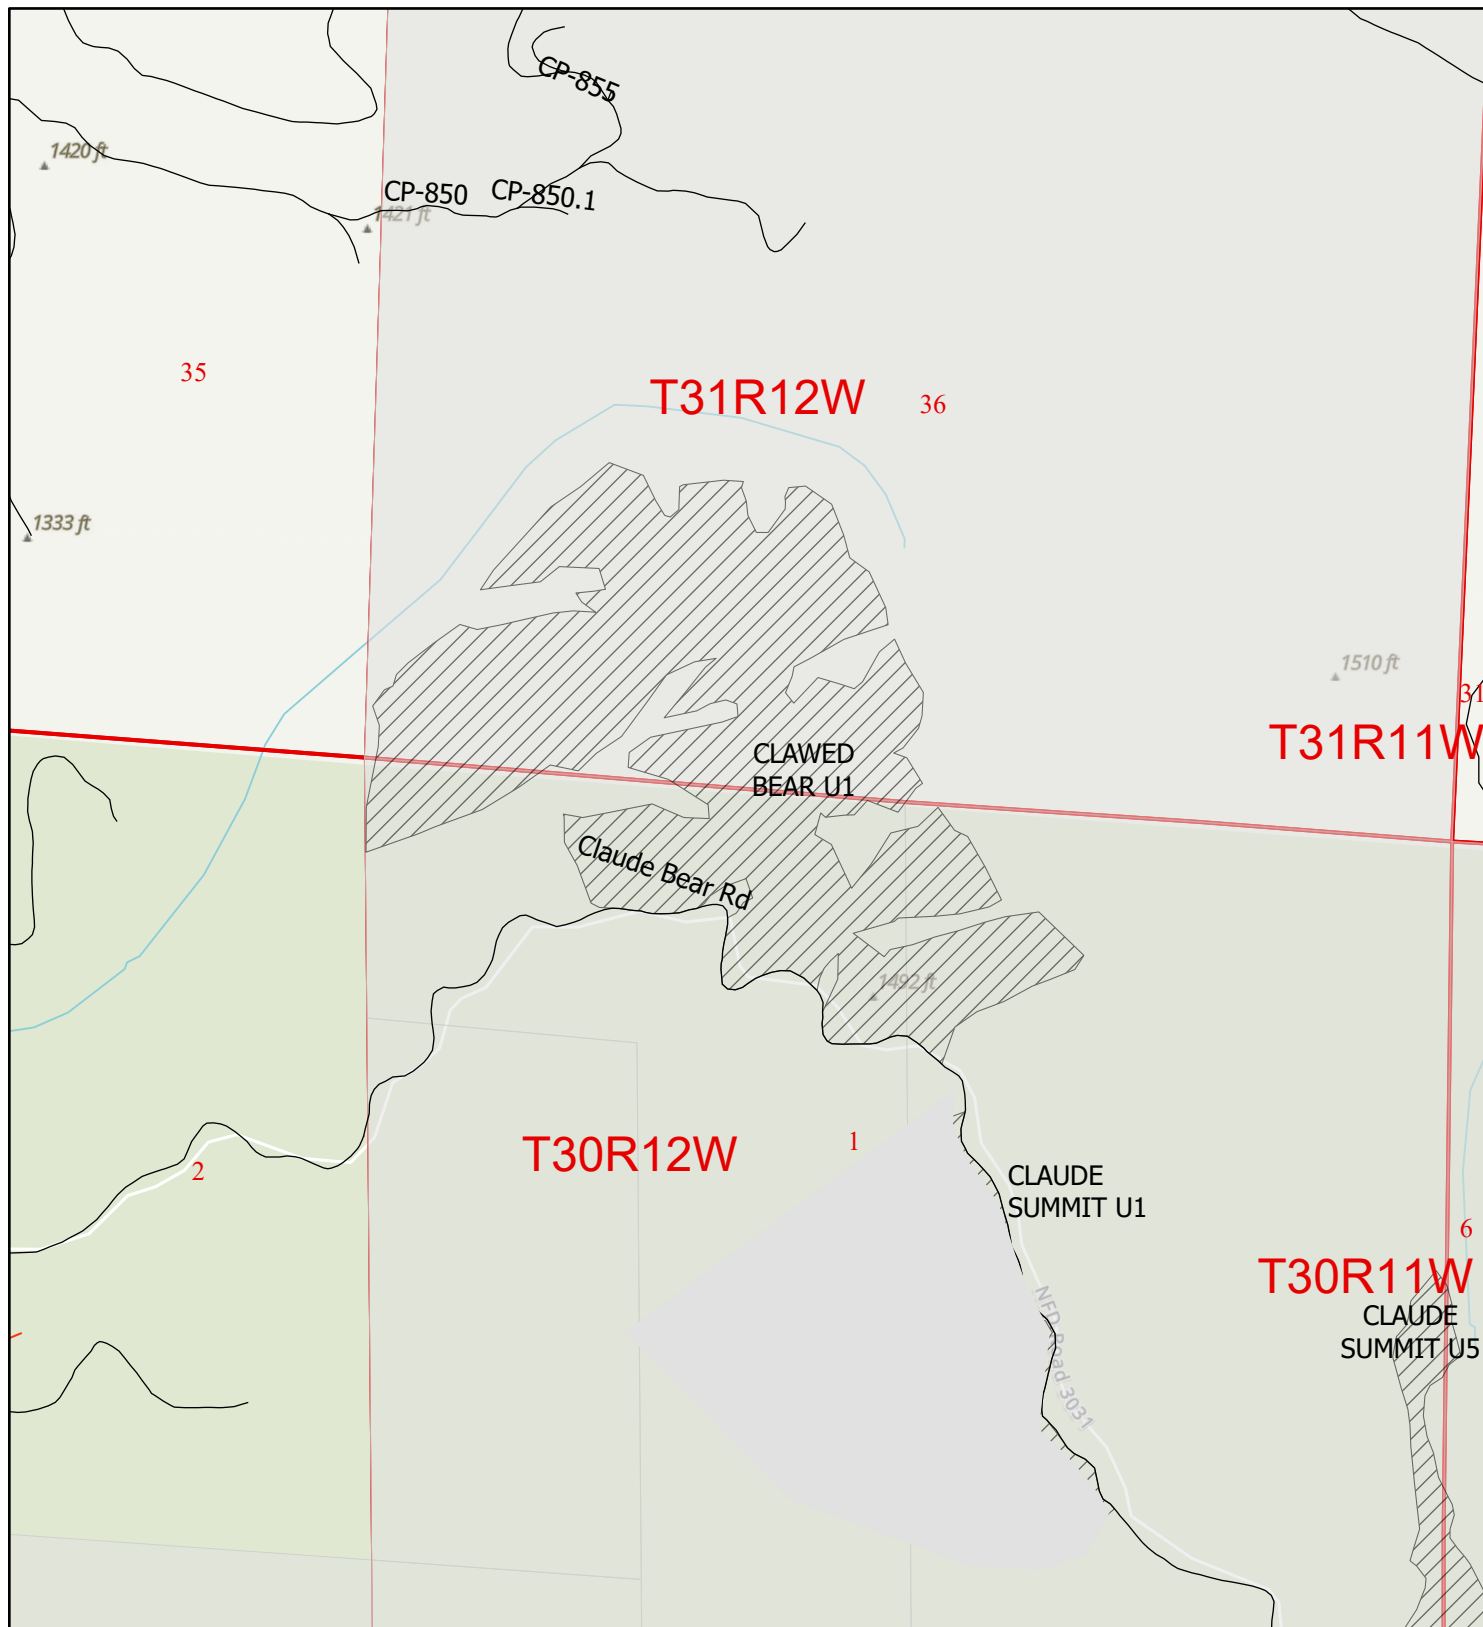 CP-855
1420 ft
CP-850
CP-850.1
1421 ft
35
T31R12W
36
1333 ft
1510 ft
31
T31R11W
CLAWED
BEAR U1
Claude Bear Rd
1492 ft
T30R12W
1
2
CLAUDE
SUMMIT U1
6
T30R11W
NFD Road 3031
CLAUDE
SUMMIT U5